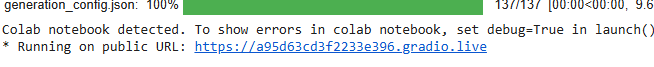 generation_config.json: 100% 137/137 [00:00<00:00, 9.6
Colab notebook detected. To show errors in colab notebook, set debug=True in launch()
* Running on public URL: https://a95d63cd3f2233e396.gradio.live